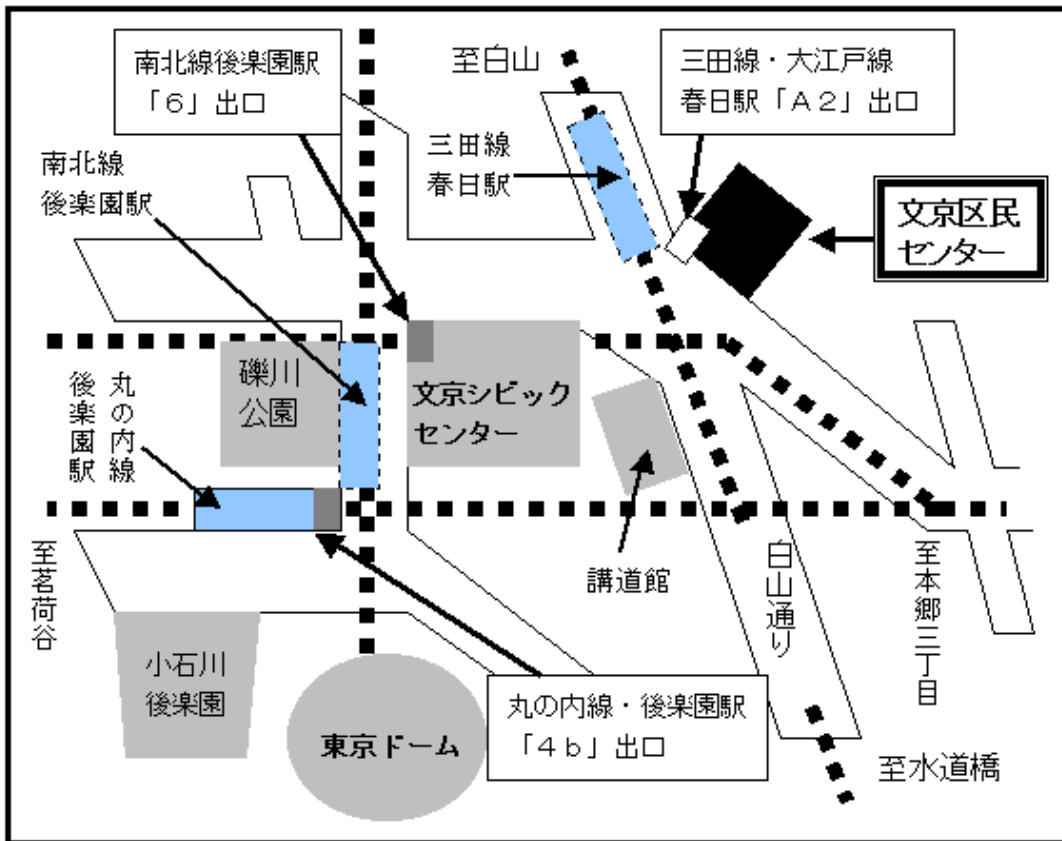 南北線後楽園駅
「6」出口
至白山
三田線・大江戸線
春日駅「A2」出口
南北線
後楽園駅
三田線
春日駅
文京区民
センター
礫川
公園
文京シビック
センター
丸の内線
後楽園駅
至茗荷谷
講道館
白山通り
至本郷三丁目
小石川
後楽園
東京ドーム
丸の内線・後楽園駅
「4b」出口
至水道橋